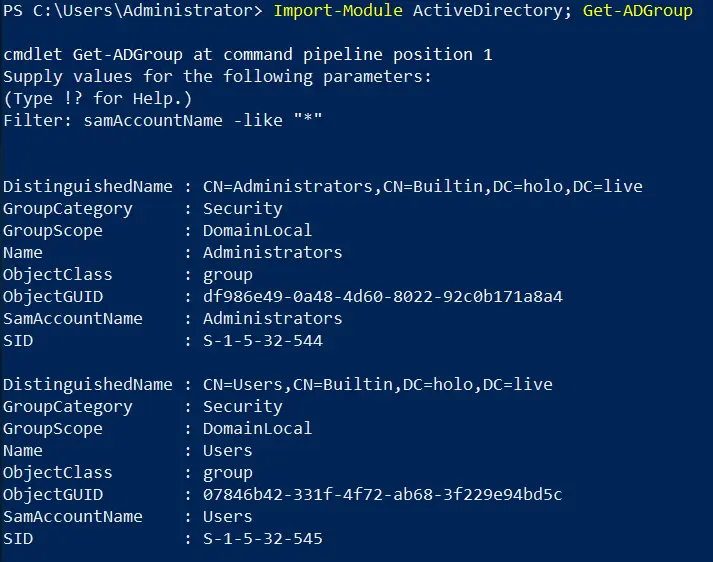 PS C:\Users\Administrator> Import-Module ActiveDirectory; Get-ADGroup
cmdlet Get-ADGroup at command pipeline position 1
Supply values for the following parameters:
(Type !? for Help.)
Filter: samAccountName -like "*"
DistinguishedName : CN=Administrators,CN=Builtin,DC=holo,DC=live
GroupCategory     : Security
GroupScope        : DomainLocal
Name              : Administrators
ObjectClass       : group
ObjectGUID        : df986e49-0a48-4d60-8022-92c0b171a8a4
SamAccountName    : Administrators
SID               : S-1-5-32-544
DistinguishedName : CN=Users,CN=Builtin,DC=holo,DC=live
GroupCategory     : Security
GroupScope        : DomainLocal
Name              : Users
ObjectClass       : group
ObjectGUID        : 07846b42-331f-4f72-ab68-3f229e94bd5c
SamAccountName    : Users
SID               : S-1-5-32-545